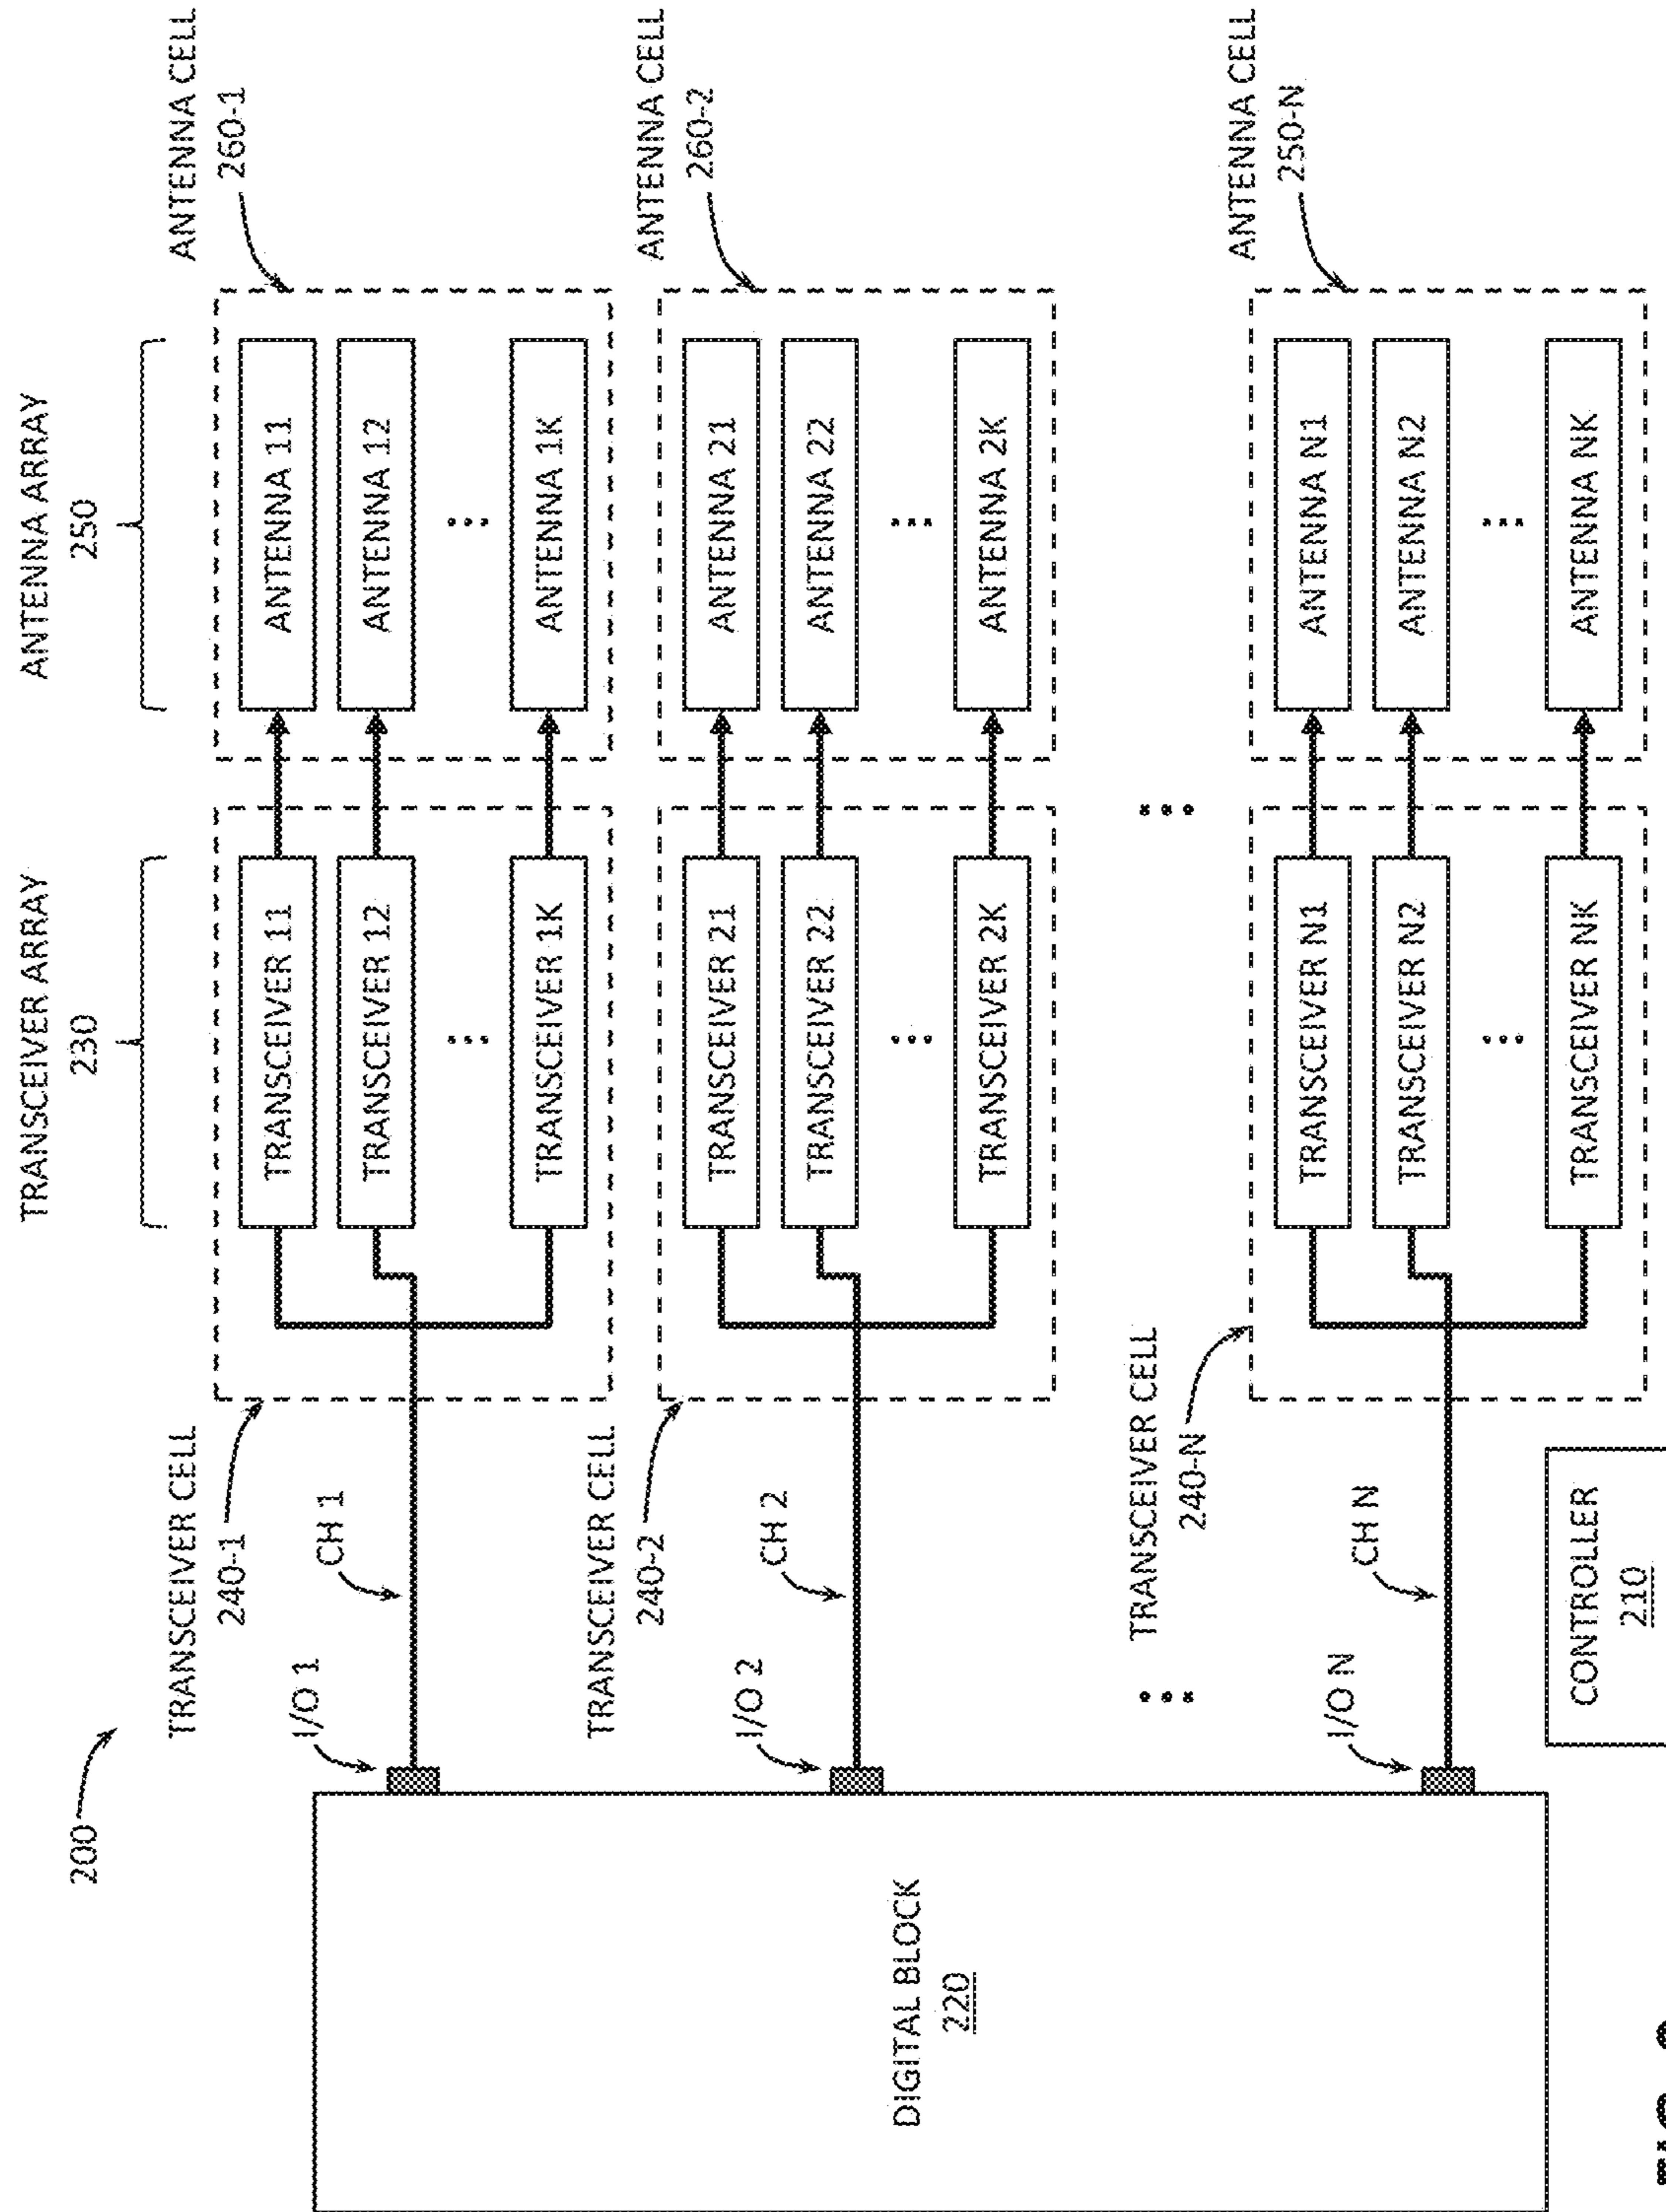 200
TRANSCEIVER ARRAY
230
ANTENNA ARRAY
250
TRANSCEIVER CELL
240-1
ANTENNA CELL
260-1
I/O 1
CH 1
TRANSCEIVER 11
ANTENNA 11
TRANSCEIVER 12
ANTENNA 12
...
...
TRANSCEIVER 1K
ANTENNA 1K
TRANSCEIVER CELL
240-2
ANTENNA CELL
260-2
I/O 2
CH 2
TRANSCEIVER 21
ANTENNA 21
TRANSCEIVER 22
ANTENNA 22
...
...
TRANSCEIVER 2K
ANTENNA 2K
DIGITAL BLOCK
220
...
...
TRANSCEIVER CELL
240-N
ANTENNA CELL
250-N
I/O N
CH N
TRANSCEIVER N1
ANTENNA N1
TRANSCEIVER N2
ANTENNA N2
...
...
TRANSCEIVER NK
ANTENNA NK
CONTROLLER
210